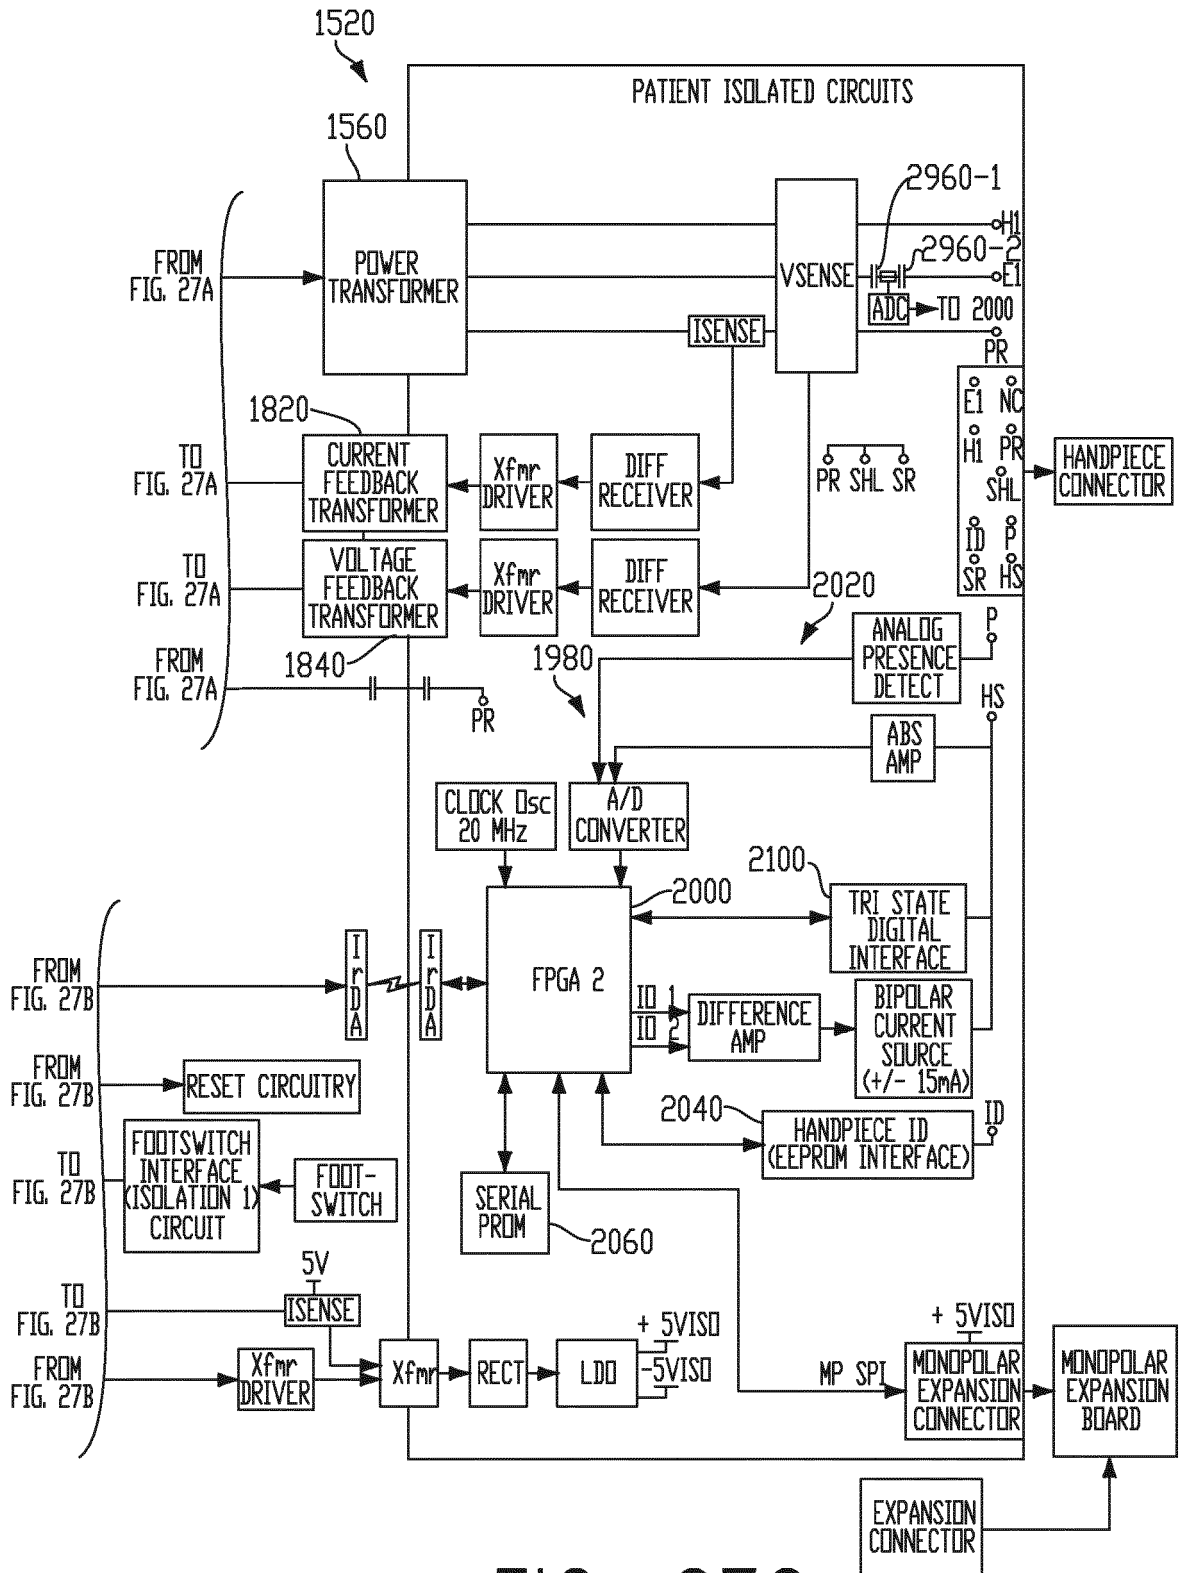 1520
PATIENT ISOLATED CIRCUITS
1560
2960-1
H1
2960-2
FROM
FIG. 27A
POWER
TRANSFORMER
VSENSE
E1
ADC
TO 2000
ISENSE
PR
1820
E1 NC
H1 PR
SHL
ID P
SR HS
HANDPIECE
CONNECTOR
TO
FIG. 27A
CURRENT
FEEDBACK
TRANSFORMER
Xfmr
DRIVER
DIFF
RECEIVER
PR SHL SR
TO
FIG. 27A
VOLTAGE
FEEDBACK
TRANSFORMER
Xfmr
DRIVER
DIFF
RECEIVER
2020
P
ANALOG
PRESENCE
DETECT
FROM
FIG. 27A
1840
1980
PR
HS
ABS
AMP
CLOCK Osc
20 MHz
A/D
CONVERTER
2100
2000
TRI STATE
DIGITAL
INTERFACE
FROM
FIG. 27B
IrDA
IrDA
FPGA 2
IO 1
IO 2
DIFFERENCE
AMP
BIPOLAR
CURRENT
SOURCE
(+/- 15mA)
FROM
FIG. 27B
RESET CIRCUITRY
2040
ID
HANDPIECE ID
(EEPROM INTERFACE)
TO
FIG. 27B
FOOTSWITCH
INTERFACE
(ISOLATION 1)
CIRCUIT
FOOT-
SWITCH
SERIAL
PROM
2060
5V
TO
FIG. 27B
ISENSE
+ 5VISO
-5VISO
+ 5VISO
FROM
FIG. 27B
Xfmr
DRIVER
Xfmr
RECT
LDO
MP SPI
MONOPOLAR
EXPANSION
CONNECTOR
MONOPOLAR
EXPANSION
BOARD
EXPANSION
CONNECTOR